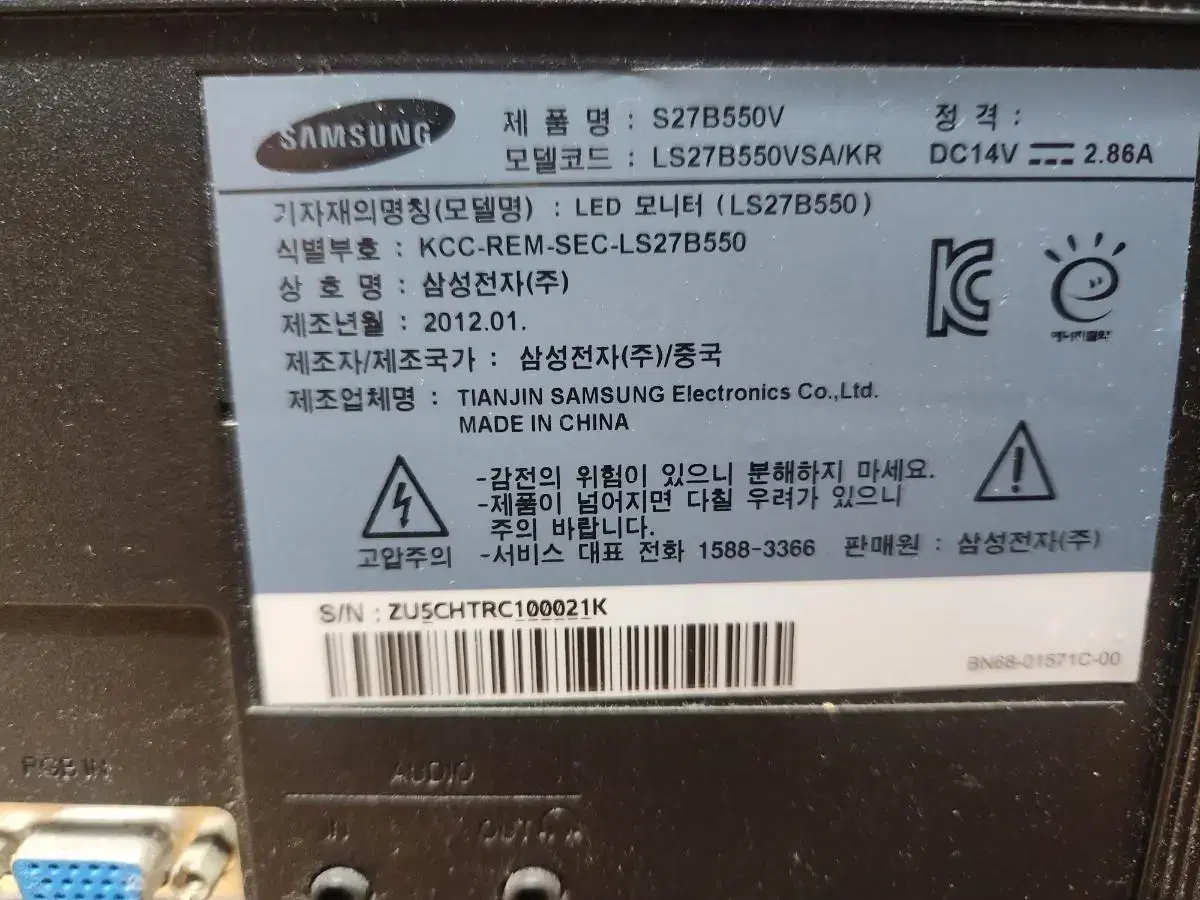 SAMSUNG
제 품 명 : S27B550V
정 격 :
모델코드 : LS27B550VSA/KR
DC14V 2.86A
기자재의명칭(모델명) : LED 모니터 (LS27B550)
식별부호 : KCC-REM-SEC-LS27B550
상 호 명 : 삼성전자(주)
제조년월 : 2012.01.
제조자/제조국가 : 삼성전자(주)/중국
제조업체명 : TIANJIN SAMSUNG Electronics Co.,Ltd.
MADE IN CHINA
에너지절약
-감전의 위험이 있으니 분해하지 마세요.
-제품이 넘어지면 다칠 우려가 있으니
주의 바랍니다.
고압주의
-서비스 대표 전화 1588-3366 판매원 : 삼성전자(주)
S/N : ZU5CHTRC100021K
BN68-01571C-00
RGB IN
AUDIO
IN
OUT